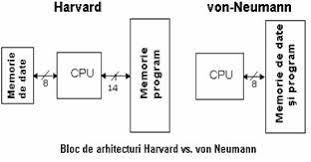 Harvard
von-Neumann
Memorie
de date
8
CPU
14
Memorie
program
CPU
8
Memorie de date
și program
Bloc de arhitecturi Harvard vs. von Neumann